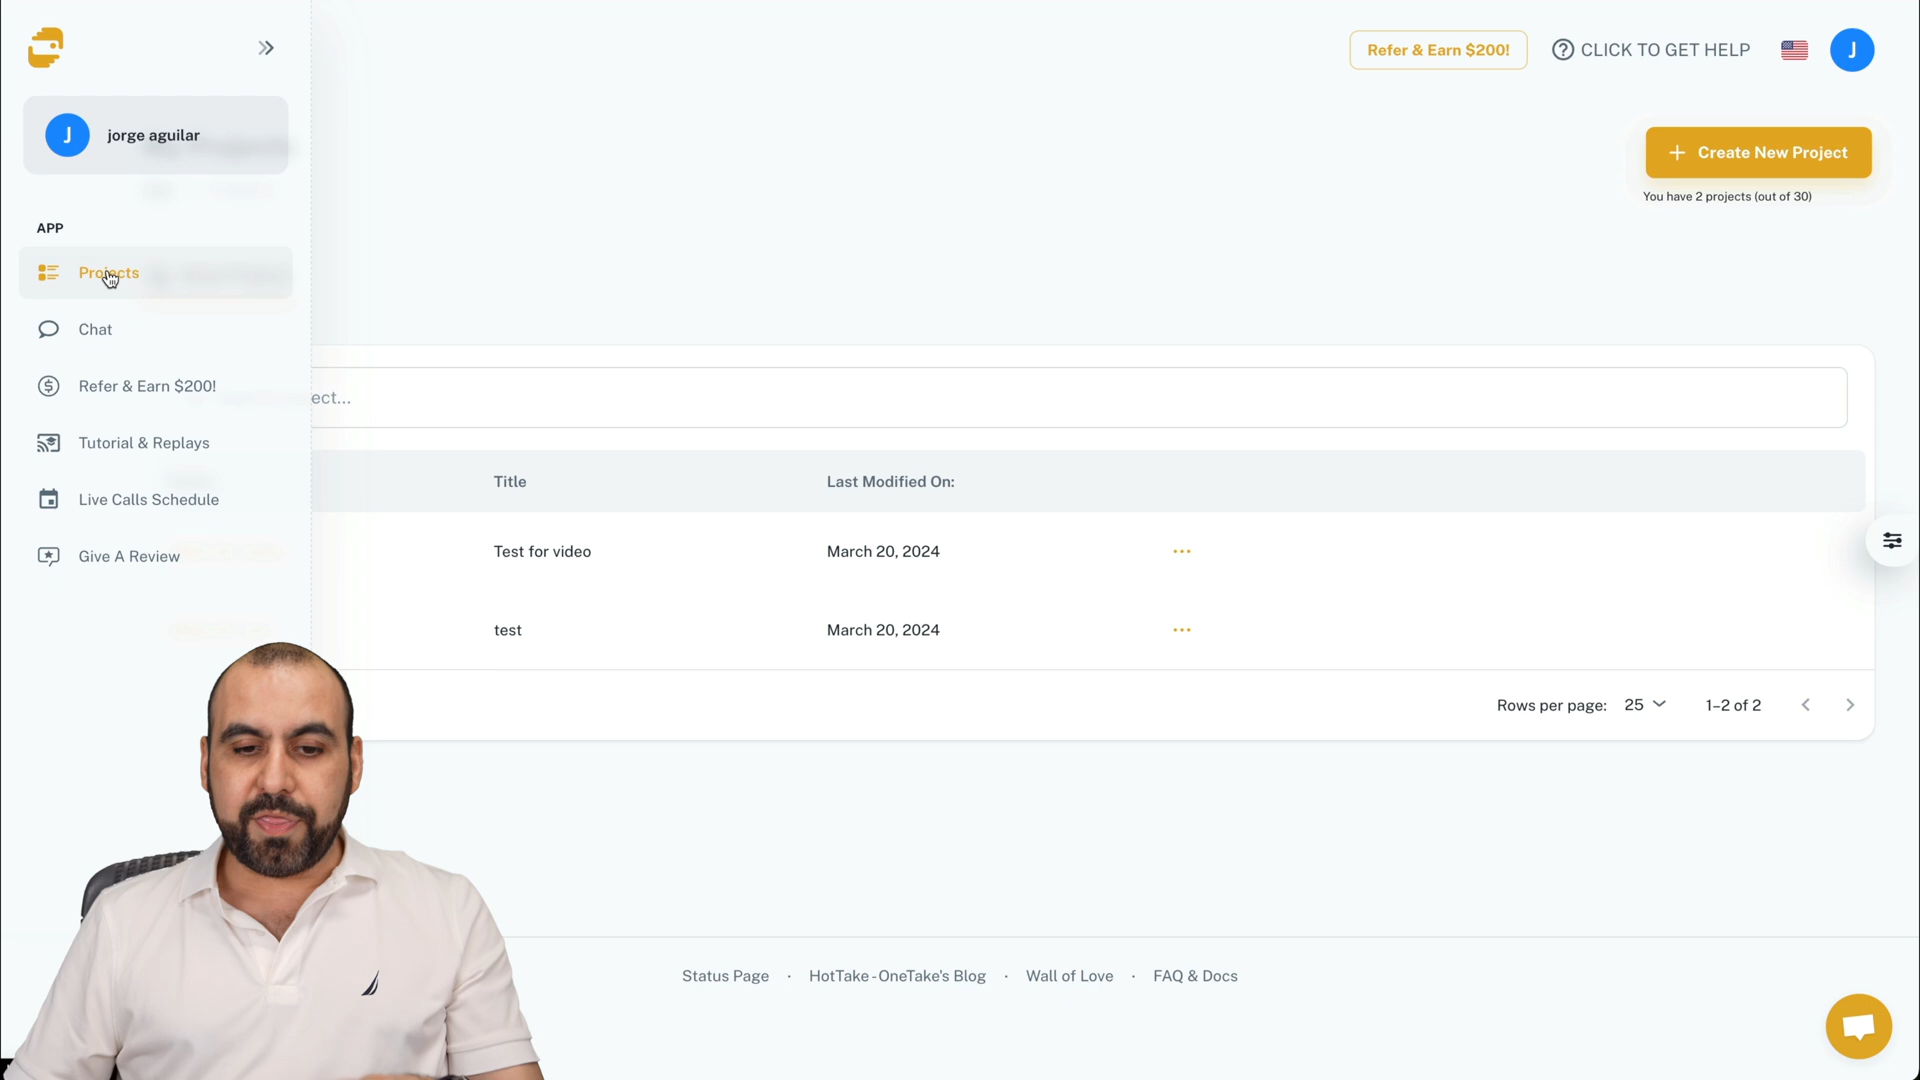 Refer & Earn $200!
CLICK TO GET HELP
J
J
jorge aguilar
Create New Project
You have 2 projects (out of 30)
APP
Projects
Chat
Refer & Earn $200!
ect...
Tutorial & Replays
Title
Last Modified On:
Live Calls Schedule
Test for video
March 20, 2024
Give A Review
test
March 20, 2024
Rows per page:
25
1–2 of 2
Status Page · HotTake - OneTake's Blog · Wall of Love · FAQ & Docs